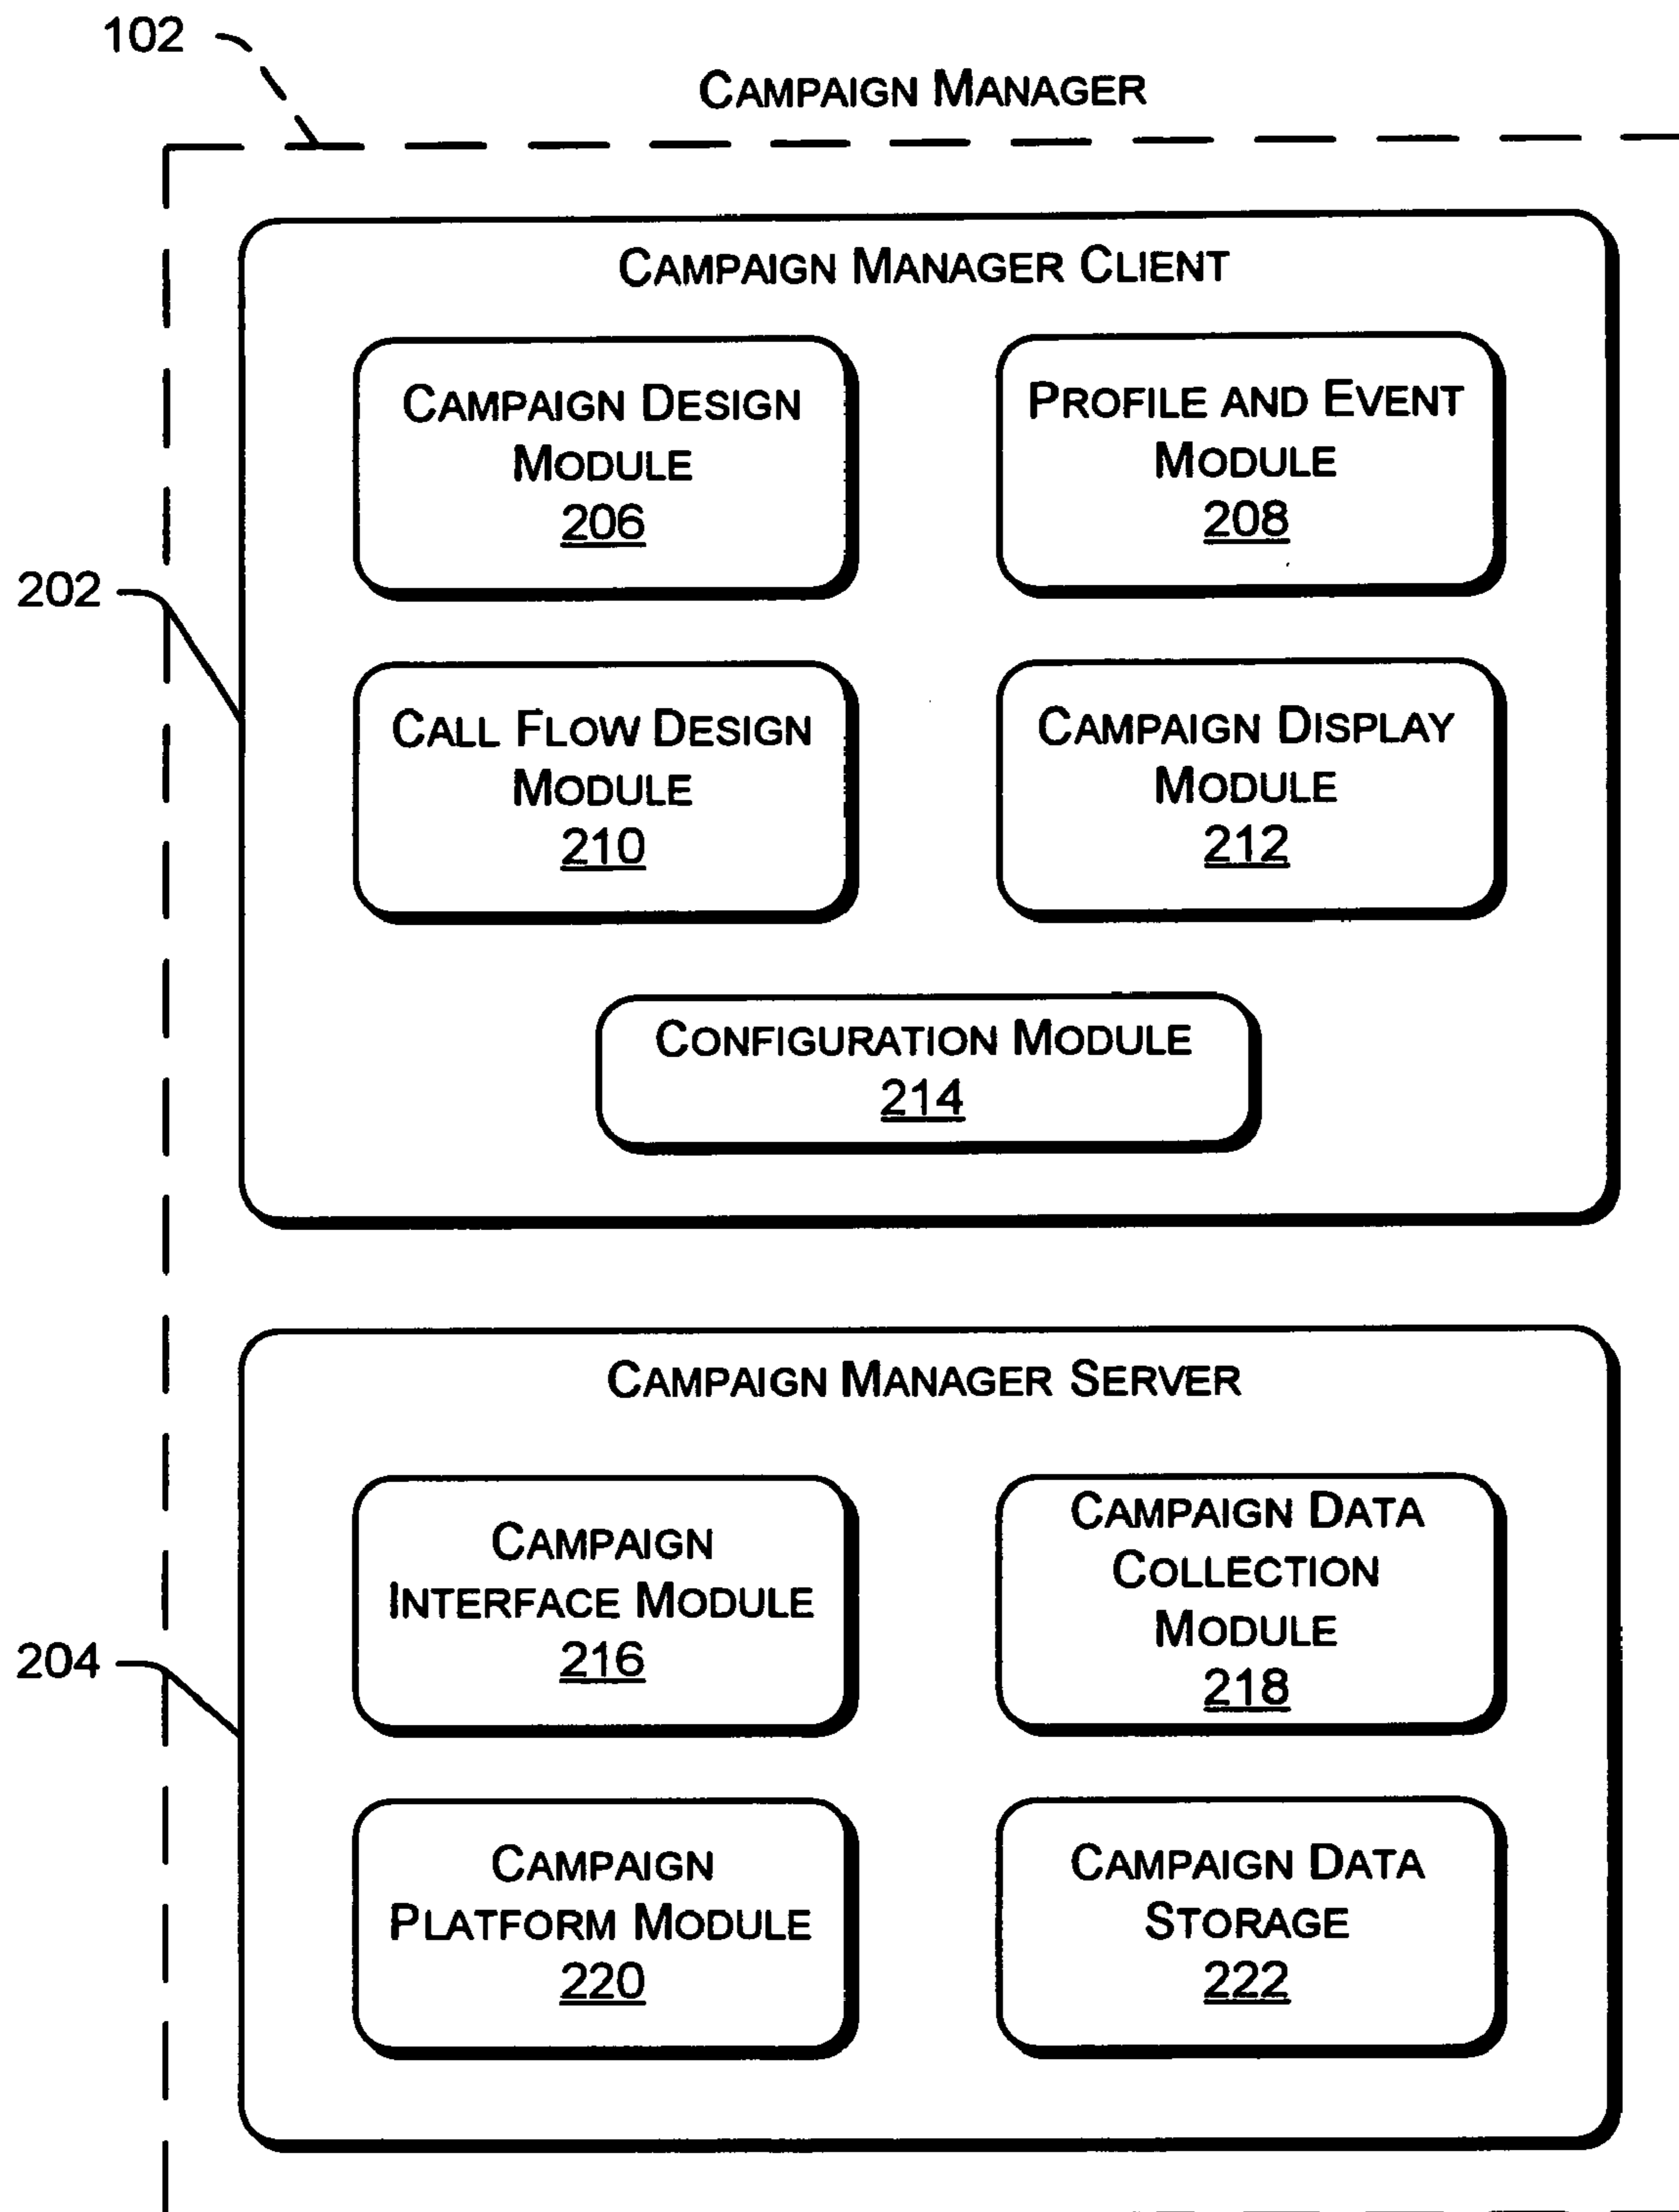 102
CAMPAIGN MANAGER
CAMPAIGN MANAGER CLIENT
CAMPAIGN DESIGN
MODULE
206
PROFILE AND EVENT
MODULE
208
202
CALL FLOW DESIGN
MODULE
210
CAMPAIGN DISPLAY
MODULE
212
CONFIGURATION MODULE
214
CAMPAIGN MANAGER SERVER
CAMPAIGN
INTERFACE MODULE
216
CAMPAIGN DATA
COLLECTION
MODULE
218
204
CAMPAIGN
PLATFORM MODULE
220
CAMPAIGN DATA
STORAGE
222